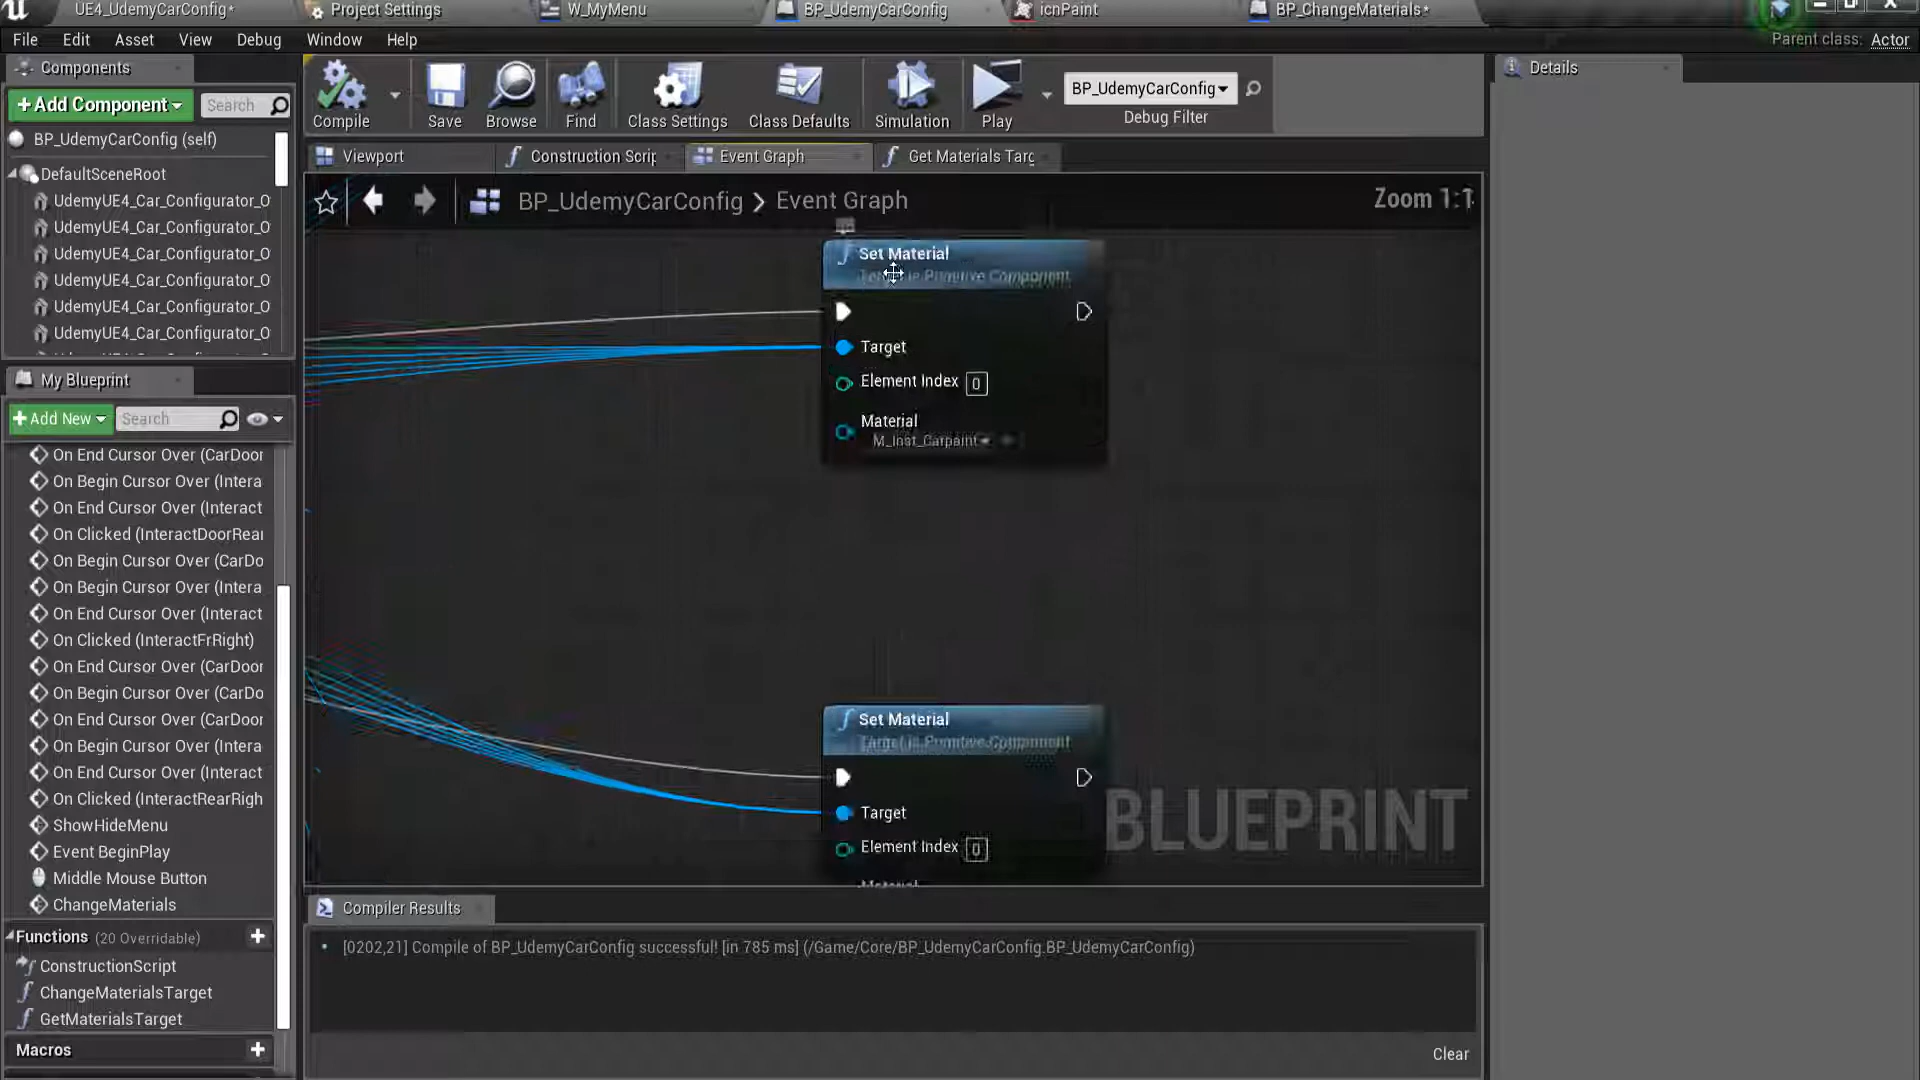 UE4_UdemyCarConfig*
Project Settings
W_MyMenu
BP_UdemyCarConfig
icnPaint
BP_ChangeMaterials*
File Edit Asset View Debug Window Help
Parent class: Actor
Components
+Add Component
Search
BP_UdemyCarConfig (self)
DefaultSceneRoot
UdemyUE4_Car_Configurator_O
UdemyUE4_Car_Configurator_O
UdemyUE4_Car_Configurator_O
UdemyUE4_Car_Configurator_O
UdemyUE4_Car_Configurator_O
UdemyUE4_Car_Configurator_O
My Blueprint
+Add New
Search
On End Cursor Over (CarDoor
On Begin Cursor Over (Intera
On End Cursor Over (Interact
On Clicked (InteractDoorRear
On Begin Cursor Over (CarDo
On Begin Cursor Over (Intera
On End Cursor Over (Interact
On Clicked (InteractFrRight)
On End Cursor Over (CarDoor
On Begin Cursor Over (CarDo
On End Cursor Over (CarDoor
On Begin Cursor Over (Intera
On End Cursor Over (Interact
On Clicked (InteractRearRigh
ShowHideMenu
Event BeginPlay
Middle Mouse Button
ChangeMaterials
Functions (20 Overridable)
ConstructionScript
ChangeMaterialsTarget
GetMaterialsTarget
Macros
Compile
Save
Browse
Find
Class Settings
Class Defaults
Simulation
Play
BP_UdemyCarConfig
Debug Filter
Viewport
Construction Scrip
Event Graph
Get Materials Targ
BP_UdemyCarConfig > Event Graph
Zoom 1:1
Set Material
Target is Primitive Component
Target
Element Index 0
Material
M_Inst_Carpaint
Set Material
Target is Primitive Component
Target
Element Index 0
Material
BLUEPRINT
Compiler Results
[0202,21] Compile of BP_UdemyCarConfig successful! [in 785 ms] (/Game/Core/BP_UdemyCarConfig.BP_UdemyCarConfig)
Clear
Details